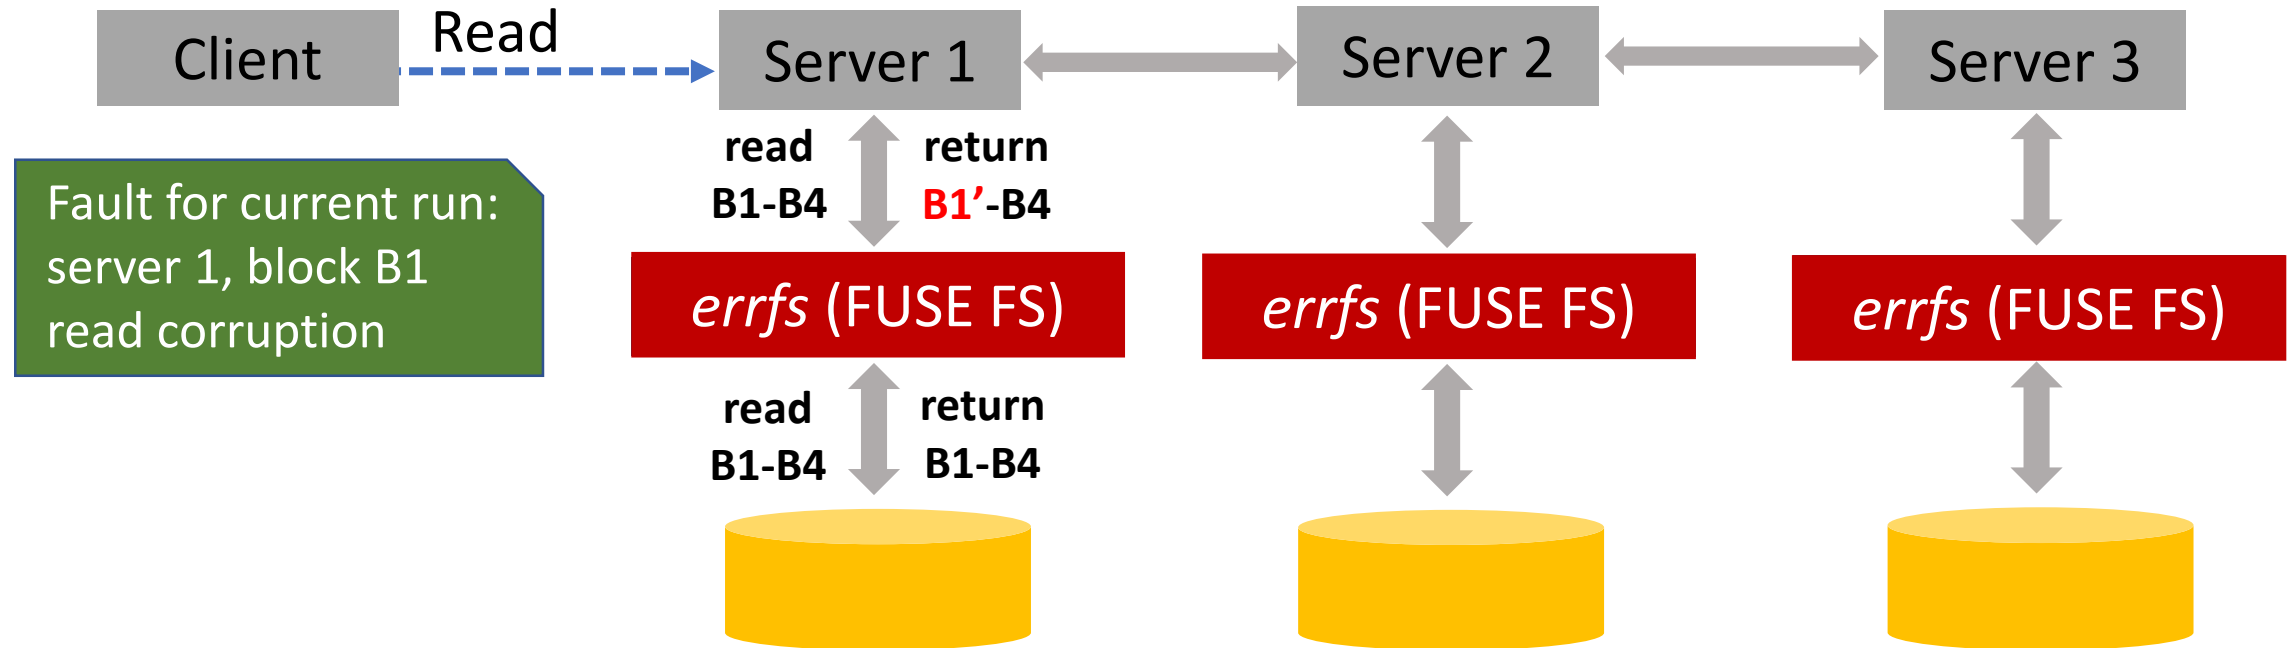 Client
Read
Server 1
Server 2
Server 3
Fault for current run:
server 1, block B1
read corruption
read
B1-B4
return
B1’-B4
errfs (FUSE FS)
errfs (FUSE FS)
errfs (FUSE FS)
read
B1-B4
return
B1-B4